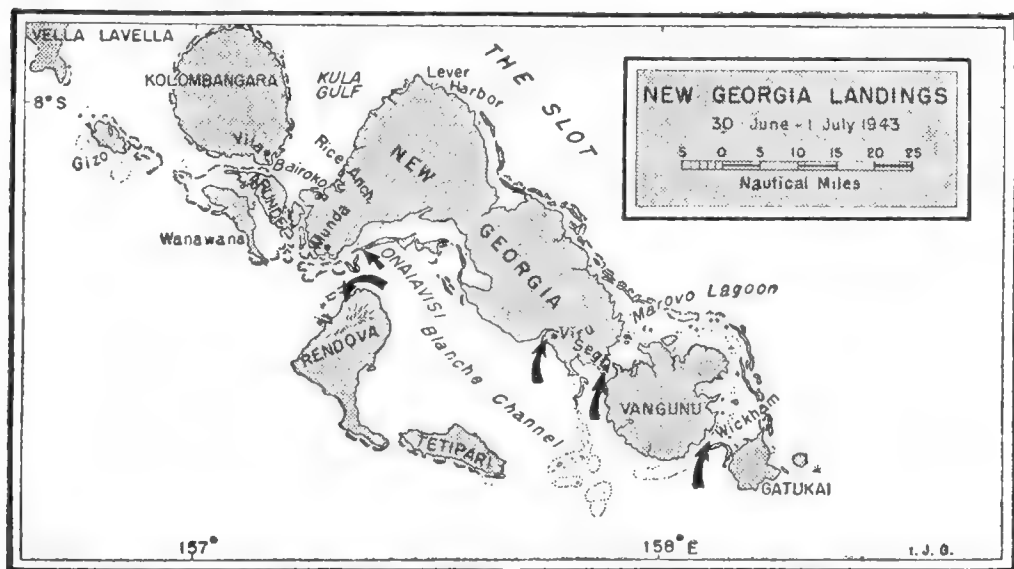 VELLA LAVELLA
KOLOMBANGARA
8° S
Gizo
KULA
GULF
Lever
Harbor
THE SLOT
NEW GEORGIA LANDINGS
30 June - 1 July 1943
5 0 5 10 15 20 25
Nautical Miles
Vila
Bairoko
Rice Anch.
ARUNDEL
Wanawana
Munda
NEW
GEORGIA
ONAIAVISI
Blanche Channel
RENDOVA
TETIPARI
Viru
Segi
Marovo Lagoon
VANGUNU
Wickham
GATUKAI
157°
158° E
I. J. G.